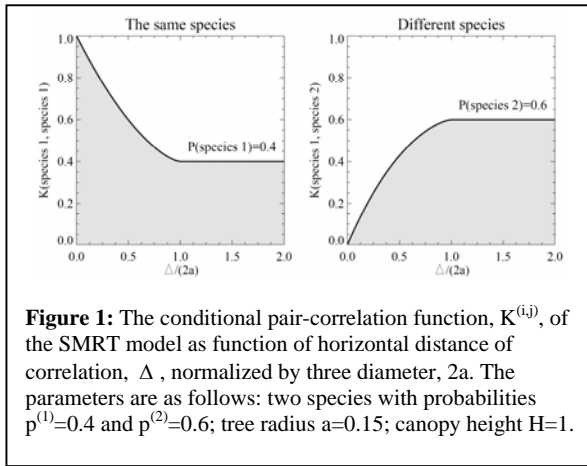 The same species
1.0
0.8
0.6
0.4
0.2
0.0
K(species 1, species 1)
P(species 1)=0.4
0.0 0.5 1.0 1.5 2.0
Δ/(2a)
Different species
1.0
0.8
0.6
0.4
0.2
0.0
K(species 1, species 2)
P(species 2)=0.6
0.0 0.5 1.0 1.5 2.0
Δ/(2a)
Figure 1: The conditional pair-correlation function, K^(i,j), of
the SMRT model as function of horizontal distance of
correlation, Δ , normalized by three diameter, 2a. The
parameters are as follows: two species with probabilities
p^(1)=0.4 and p^(2)=0.6; tree radius a=0.15; canopy height H=1.